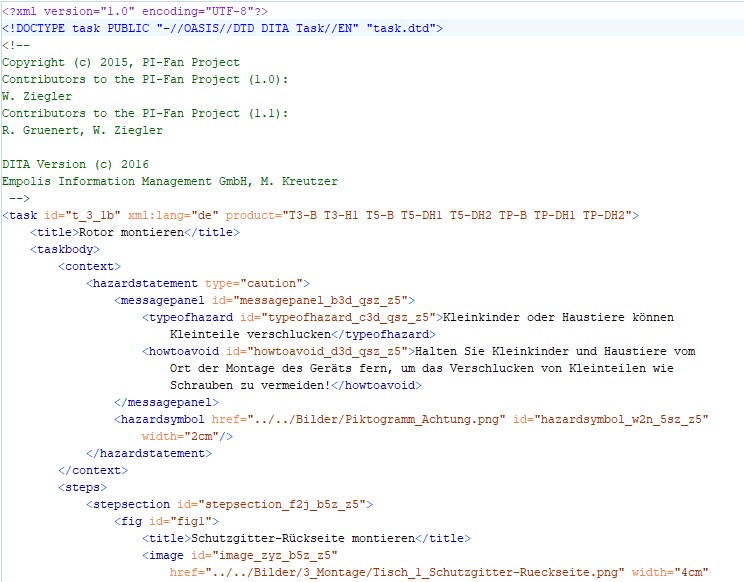 <?xml version="1.0" encoding="UTF-8"?>
<!DOCTYPE task PUBLIC "-//OASIS//DTD DITA Task//EN" "task.dtd">
<!--
Copyright (c) 2015, PI-Fan Project
Contributors to the PI-Fan Project (1.0):
W. Ziegler
Contributors to the PI-Fan Project (1.1):
R. Gruenert, W. Ziegler

DITA Version (c) 2016
Empolis Information Management GmbH, M. Kreutzer
-->
<task id="t_3_1b" xml:lang="de" product="T3-B T3-H1 T5-B T5-DH1 T5-DH2 TP-B TP-DH1 TP-DH2">
<title>Rotor montieren</title>
<taskbody>
<context>
<hazardstatement type="caution">
<messagepanel id="messagepanel_b3d_qsz_z5">
<typeofhazard id="typeofhazard_c3d_qsz_z5">Kleinkinder oder Haustiere können
Kleinteile verschlucken</typeofhazard>
<howtoavoid id="howtoavoid_d3d_qsz_z5">Halten Sie Kleinkinder und Haustiere vom
Ort der Montage des Geräts fern, um das Verschlucken von Kleinteilen wie
Schrauben zu vermeiden!</howtoavoid>
</messagepanel>
<hazardsymbol href="../../Bilder/Piktogramm_Achtung.png" id="hazardsymbol_w2n_5sz_z5"
width="2cm"/>
</hazardstatement>
</context>
<steps>
<stepsection id="stepsection_f2j_b5z_z5">
<fig id="fig1">
<title>Schutzgitter-Rückseite montieren</title>
<image id="image_zyz_b5z_z5"
href="../../Bilder/3_Montage/Tisch_1_Schutzgitter-Rueckseite.png" width="4cm"